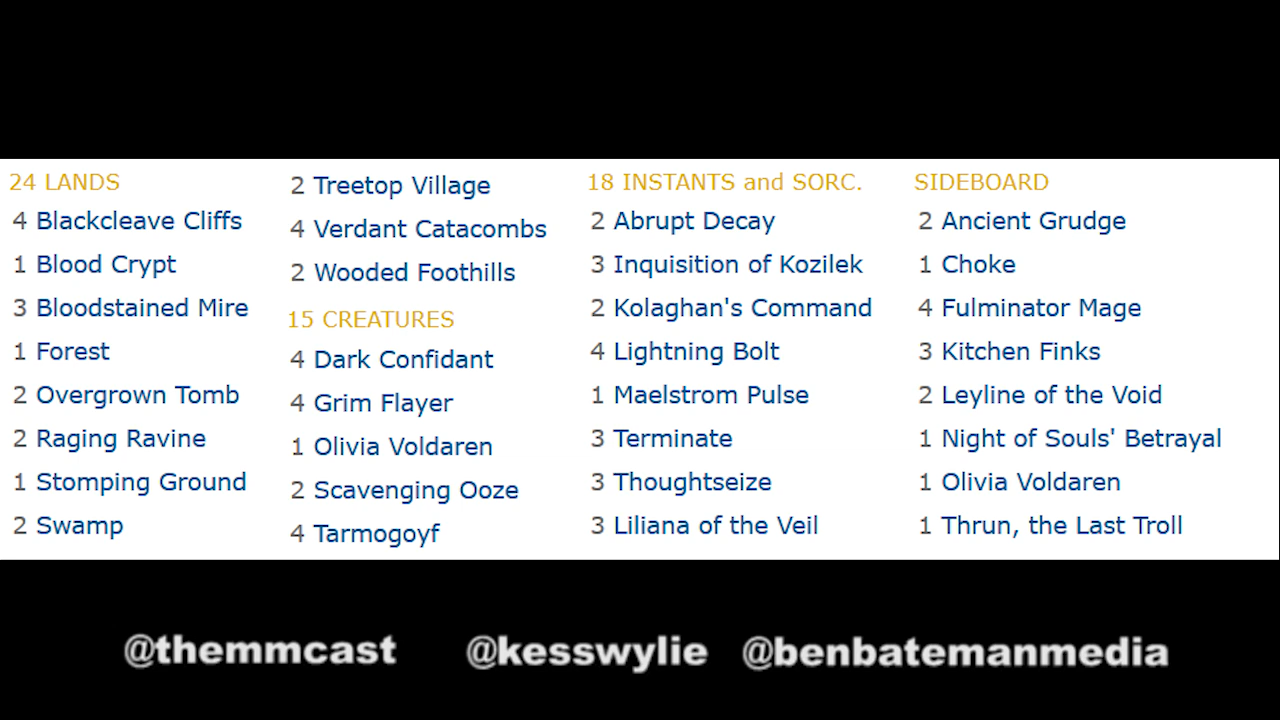 24 LANDS
4 Blackcleave Cliffs
1 Blood Crypt
3 Bloodstained Mire
1 Forest
2 Overgrown Tomb
2 Raging Ravine
1 Stomping Ground
2 Swamp
2 Treetop Village
4 Verdant Catacombs
2 Wooded Foothills
15 CREATURES
4 Dark Confidant
4 Grim Flayer
1 Olivia Voldaren
2 Scavenging Ooze
4 Tarmogoyf
18 INSTANTS and SORC.
2 Abrupt Decay
3 Inquisition of Kozilek
2 Kolaghan's Command
4 Lightning Bolt
1 Maelstrom Pulse
3 Terminate
3 Thoughtseize
3 Liliana of the Veil
SIDEBOARD
2 Ancient Grudge
1 Choke
4 Fulminator Mage
3 Kitchen Finks
2 Leyline of the Void
1 Night of Souls' Betrayal
1 Olivia Voldaren
1 Thrun, the Last Troll
@themmcast @kesswylie @benbatemanmedia